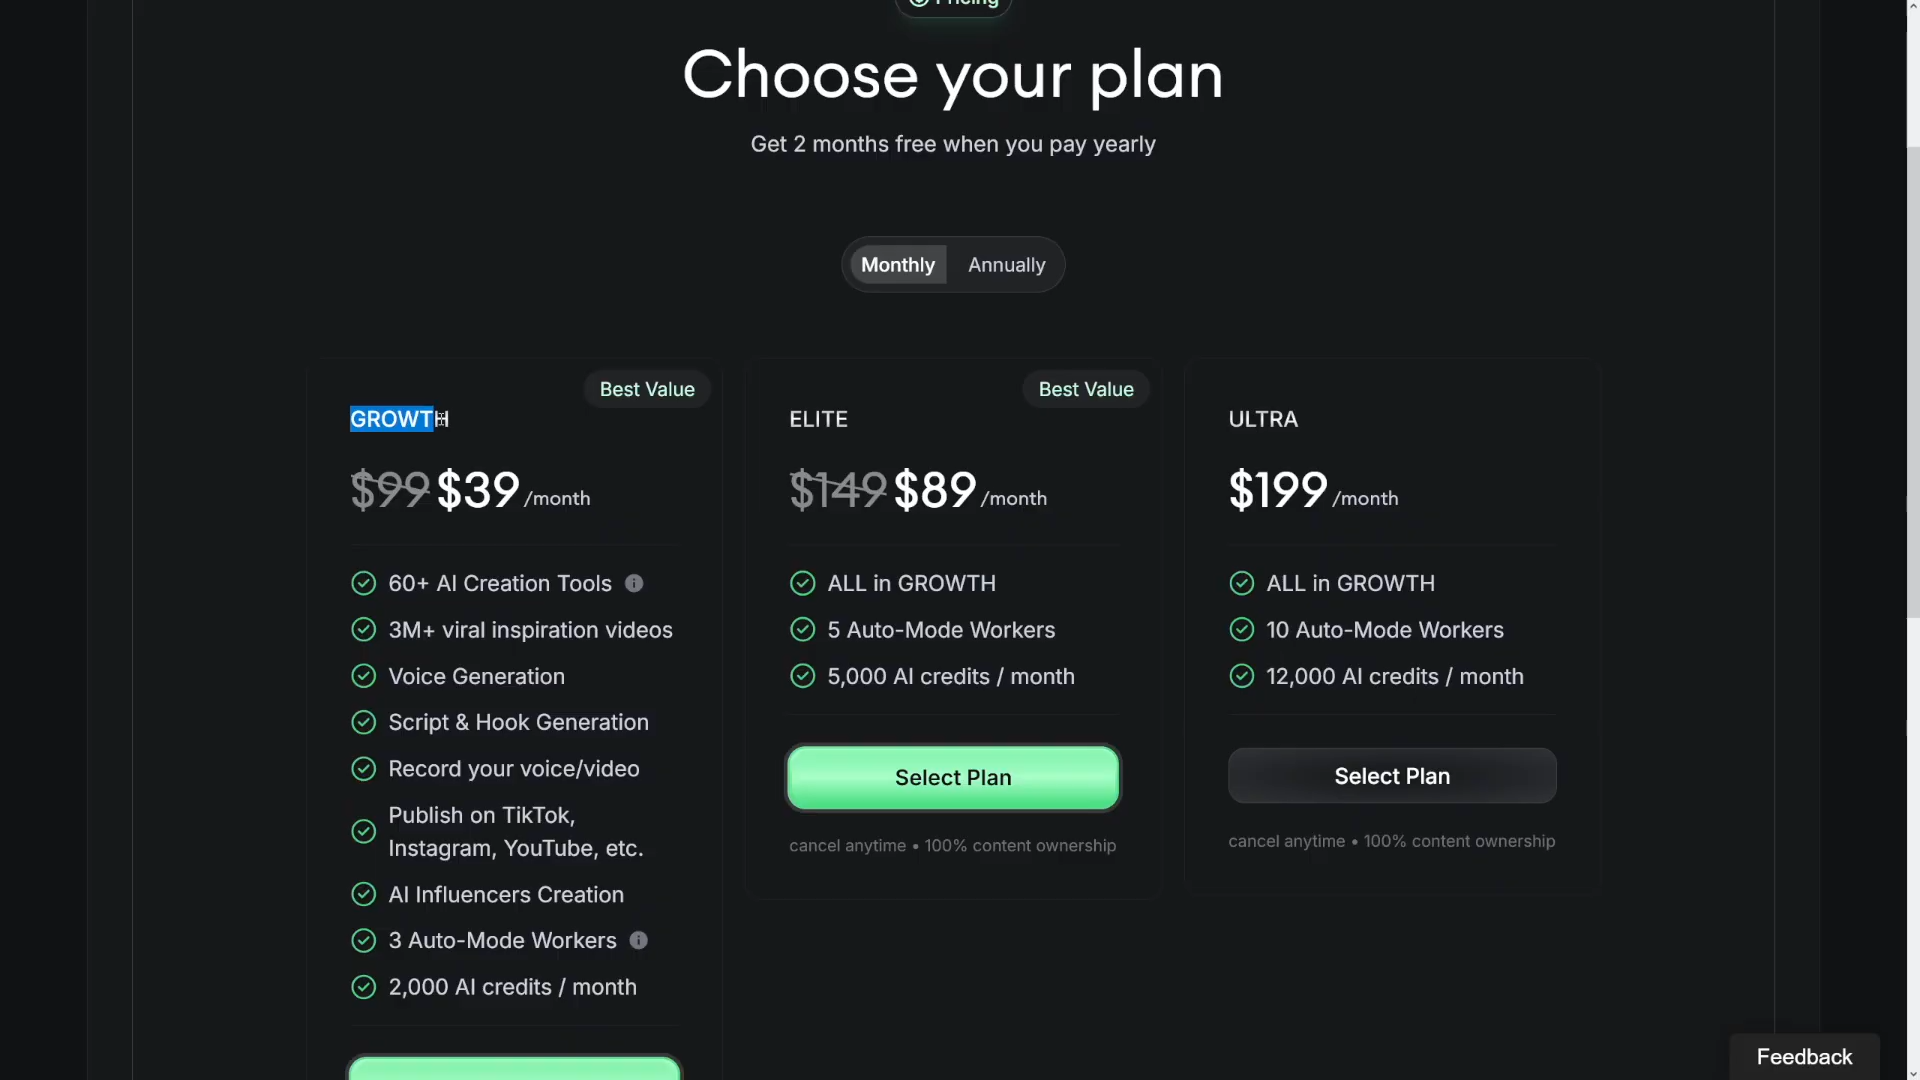 Pricing
Choose your plan
Get 2 months free when you pay yearly
Monthly
Annually
Best Value
GROWTH
$99 $39 /month
60+ AI Creation Tools
3M+ viral inspiration videos
Voice Generation
Script & Hook Generation
Record your voice/video
Publish on TikTok,
Instagram, YouTube, etc.
AI Influencers Creation
3 Auto-Mode Workers
2,000 AI credits / month
Best Value
ELITE
$149 $89 /month
ALL in GROWTH
5 Auto-Mode Workers
5,000 AI credits / month
Select Plan
cancel anytime • 100% content ownership
ULTRA
$199 /month
ALL in GROWTH
10 Auto-Mode Workers
12,000 AI credits / month
Select Plan
cancel anytime • 100% content ownership
Feedback